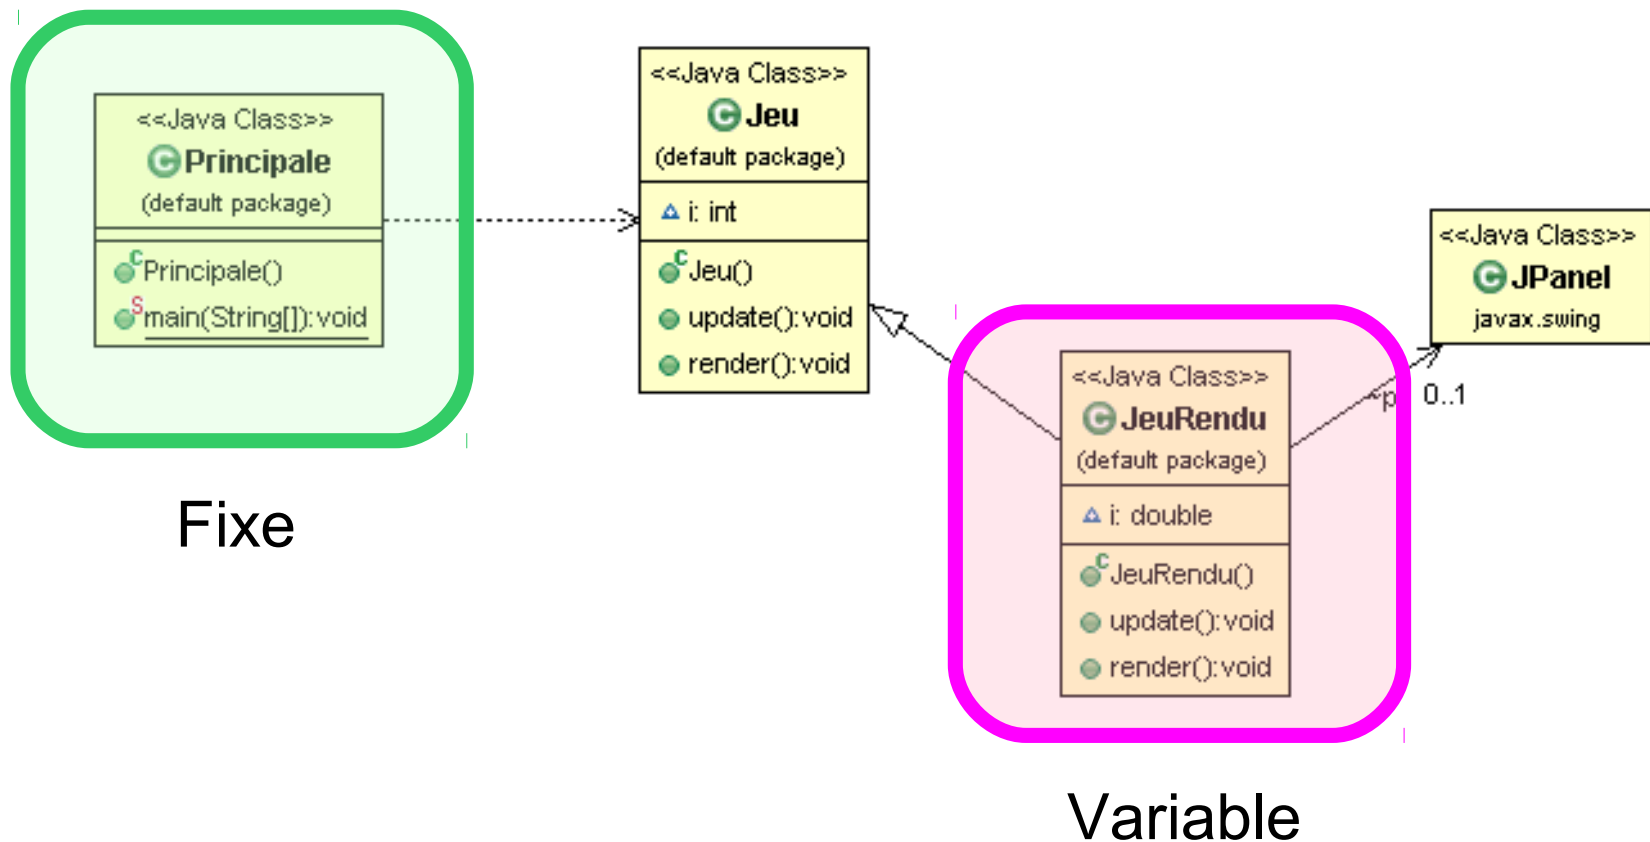 <<Java Class>>
Principale
(default package)
Principale()
main(String[]):void
Fixe
<<Java Class>>
Jeu
(default package)
i: int
Jeu()
update():void
render():void
<<Java Class>>
JeuRendu
(default package)
i: double
JeuRendu()
update():void
render():void
Variable
~p
0..1
<<Java Class>>
JPanel
javax.swing